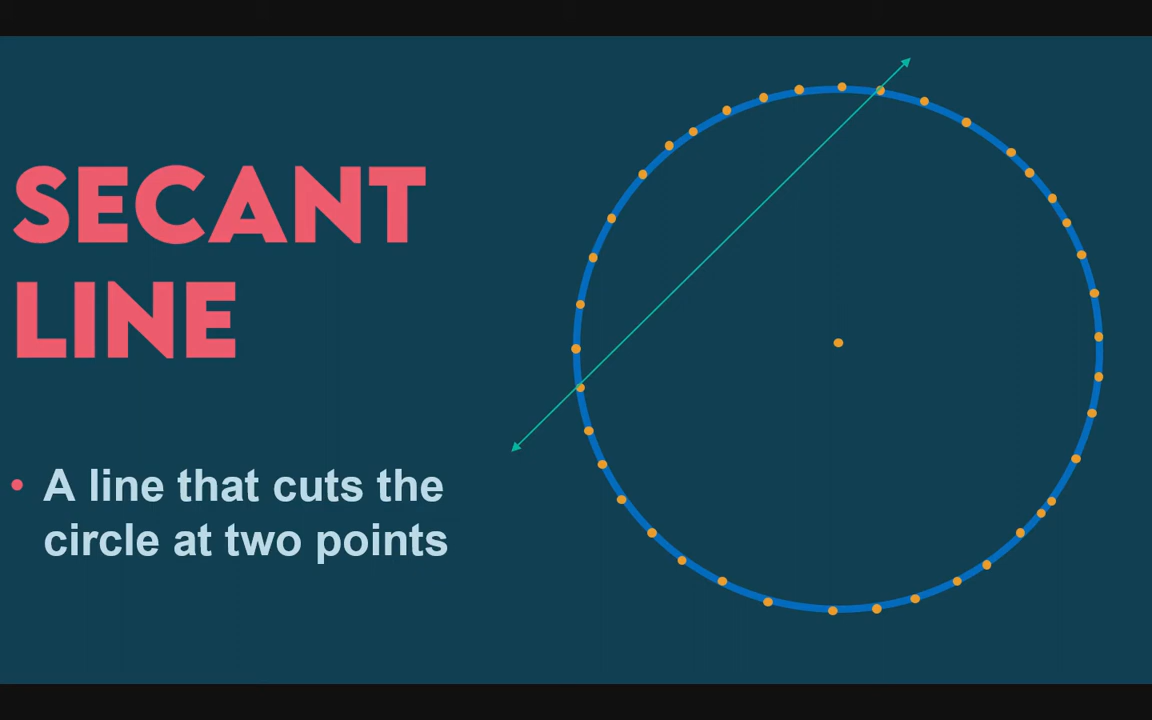 SECANT
LINE
• A line that cuts the
circle at two points